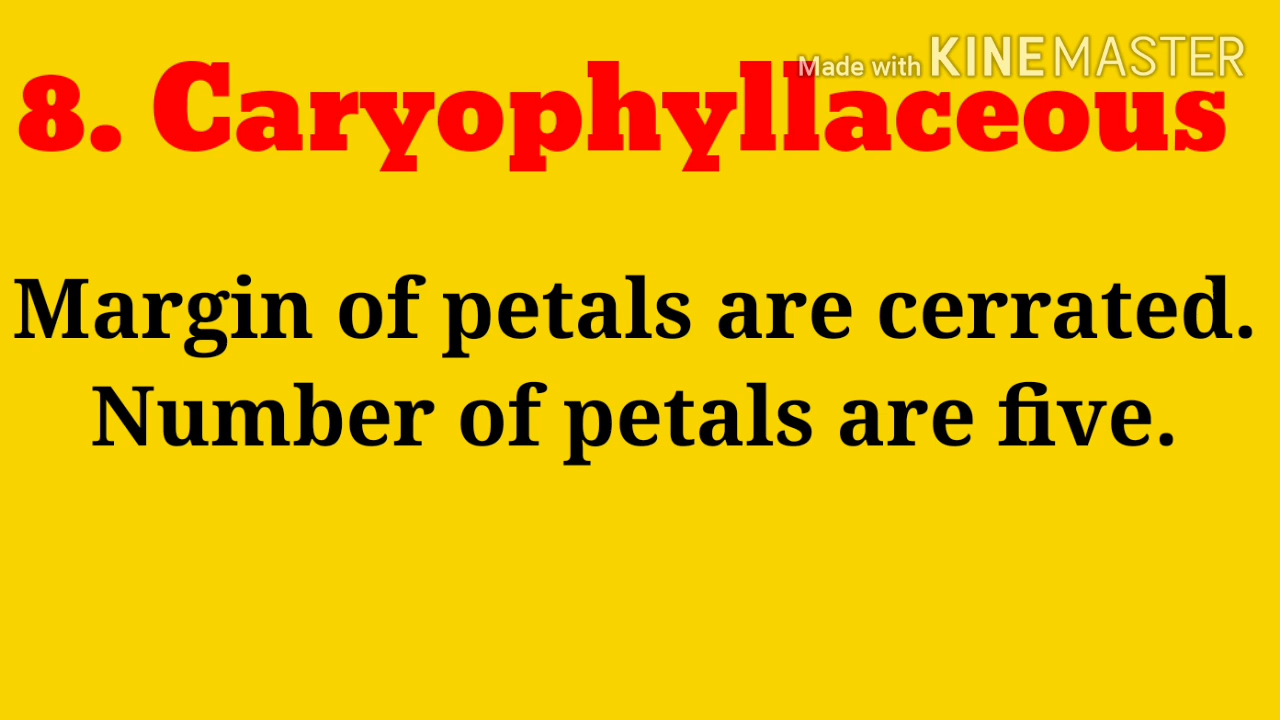 Made with KINEMASTER
8. Caryophyllaceous
Margin of petals are cerrated.
Number of petals are five.